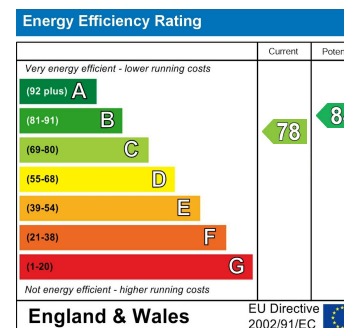 Energy Efficiency Rating
Current
Very energy efficient - lower running costs
(92 plus) A
(81-91) B
(69-80) C
78
(55-68) D
(39-54) E
(21-38) F
(1-20) G
Not energy efficient - higher running costs
England & Wales
EU Directive
2002/91/EC